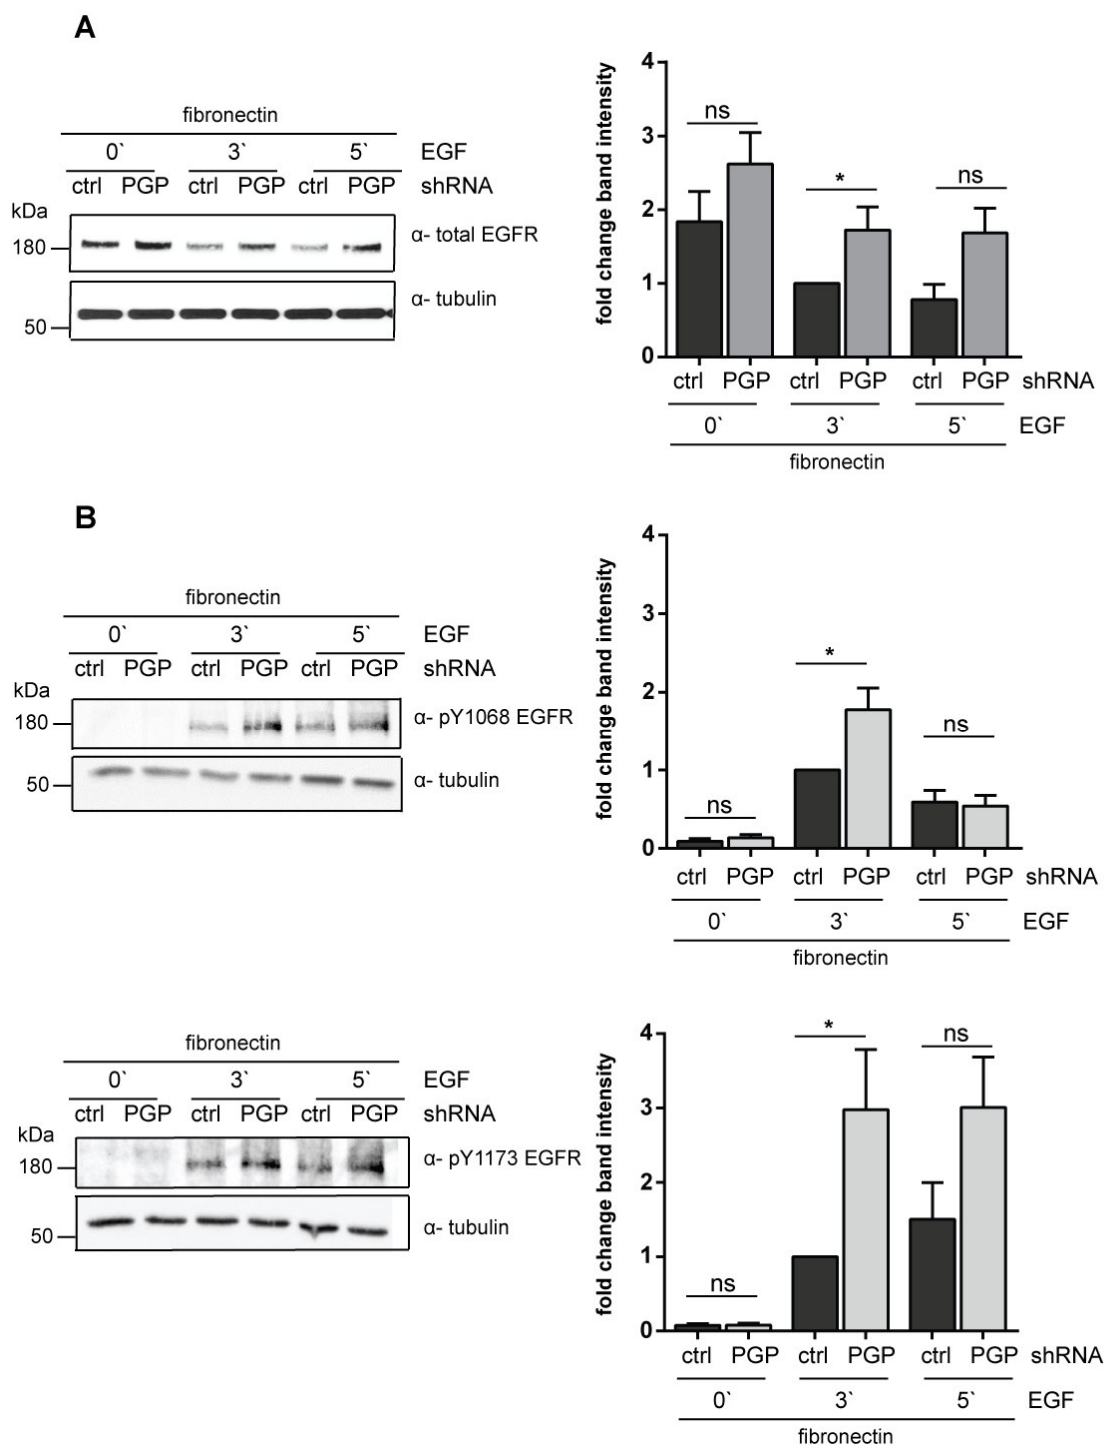 A
fibronectin
0` 3` 5` EGF
ctrl PGP ctrl PGP ctrl PGP shRNA
kDa
180
α- total EGFR
50
α- tubulin
fold change band intensity
4
3
2
1
0
ns * ns
ctrl PGP ctrl PGP ctrl PGP shRNA
0` 3` 5` EGF
fibronectin
B
fibronectin
0` 3` 5` EGF
ctrl PGP ctrl PGP ctrl PGP shRNA
kDa
180
α- pY1068 EGFR
50
α- tubulin
fold change band intensity
4
3
2
1
0
ns * ns
ctrl PGP ctrl PGP ctrl PGP shRNA
0` 3` 5` EGF
fibronectin
fibronectin
0` 3` 5` EGF
ctrl PGP ctrl PGP ctrl PGP shRNA
kDa
180
α- pY1173 EGFR
50
α- tubulin
fold change band intensity
4
3
2
1
0
ns * ns
ctrl PGP ctrl PGP ctrl PGP shRNA
0` 3` 5` EGF
fibronectin